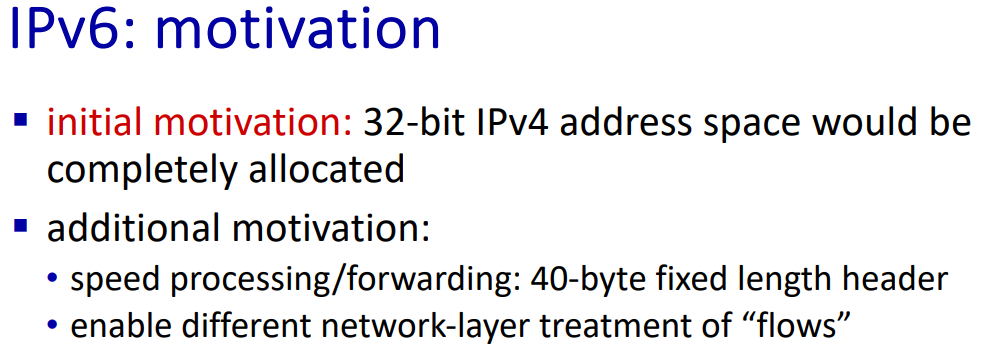 IPv6: motivation
▪ initial motivation: 32-bit IPv4 address space would be
completely allocated
▪ additional motivation:
• speed processing/forwarding: 40-byte fixed length header
• enable different network-layer treatment of “flows”